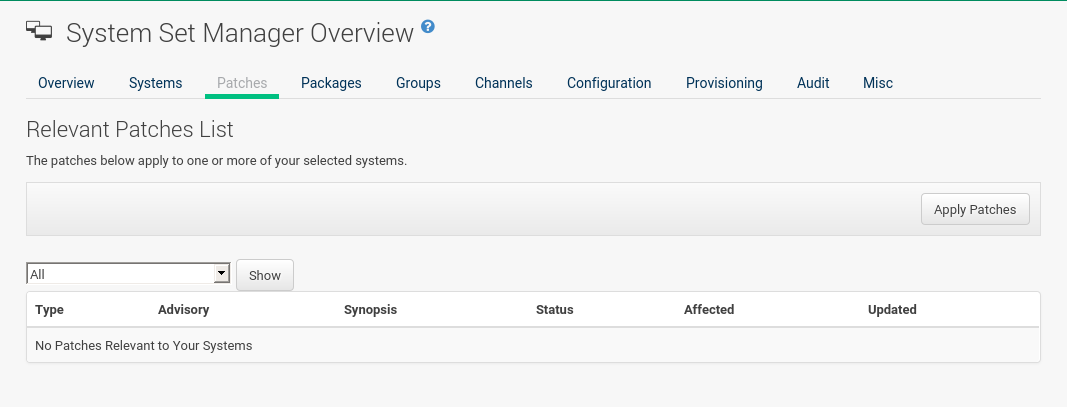 System Set Manager Overview ?
Overview Systems Patches Packages Groups Channels Configuration Provisioning Audit Misc
Relevant Patches List
The patches below apply to one or more of your selected systems.
Apply Patches
All Show
Type Advisory Synopsis Status Affected Updated
No Patches Relevant to Your Systems